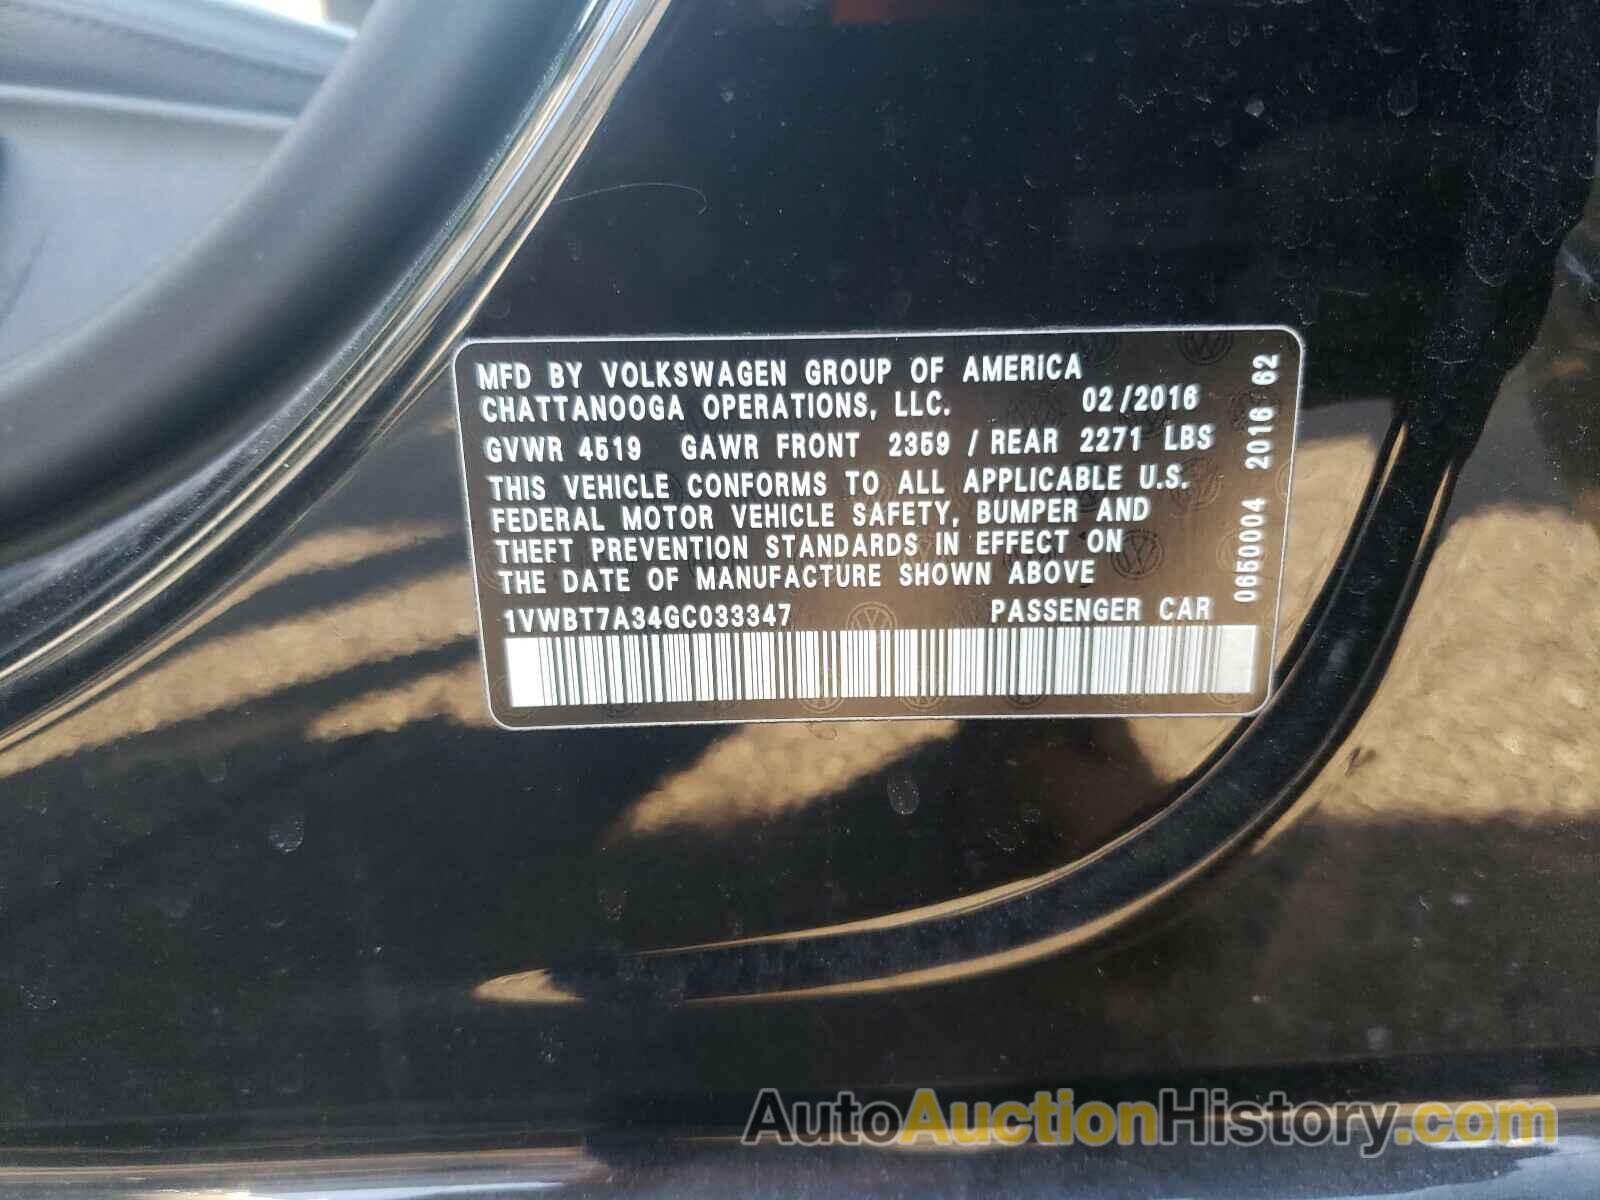 MFD BY VOLKSWAGEN GROUP OF AMERICA
CHATTANOOGA OPERATIONS, LLC. 02/2016
GVWR 4519 GAWR FRONT 2359 / REAR 2271 LBS
THIS VEHICLE CONFORMS TO ALL APPLICABLE U.S.
FEDERAL MOTOR VEHICLE SAFETY, BUMPER AND
THEFT PREVENTION STANDARDS IN EFFECT ON
THE DATE OF MANUFACTURE SHOWN ABOVE
1VWBT7A34GC033347 PASSENGER CAR
0650004 2016 62
AutoAuctionHistory.com